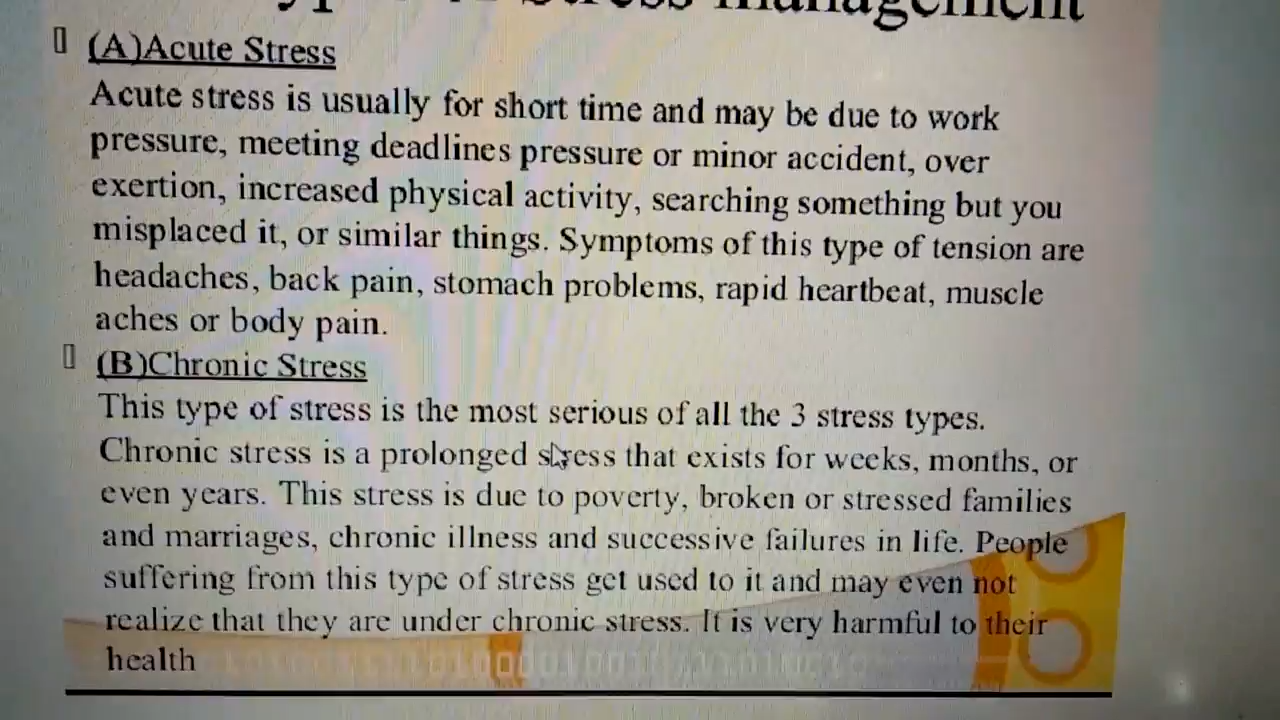 Stress management
(A)Acute Stress
Acute stress is usually for short time and may be due to work
pressure, meeting deadlines pressure or minor accident, over
exertion, increased physical activity, searching something but you
misplaced it, or similar things. Symptoms of this type of tension are
headaches, back pain, stomach problems, rapid heartbeat, muscle
aches or body pain.
(B)Chronic Stress
This type of stress is the most serious of all the 3 stress types.
Chronic stress is a prolonged stress that exists for weeks, months, or
even years. This stress is due to poverty, broken or stressed families
and marriages, chronic illness and successive failures in life. People
suffering from this type of stress get used to it and may even not
realize that they are under chronic stress. It is very harmful to their
health